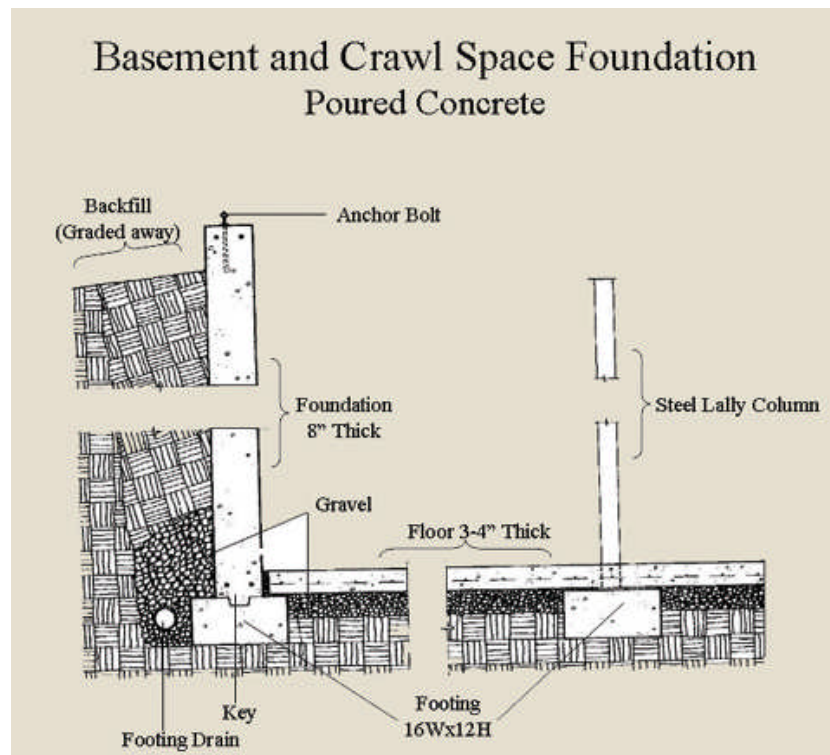 Basement and Crawl Space Foundation
Poured Concrete
Backfill
(Graded away)
Anchor Bolt
Foundation
8” Thick
Steel Lally Column
Gravel
Floor 3-4” Thick
Key
Footing
16Wx12H
Footing Drain